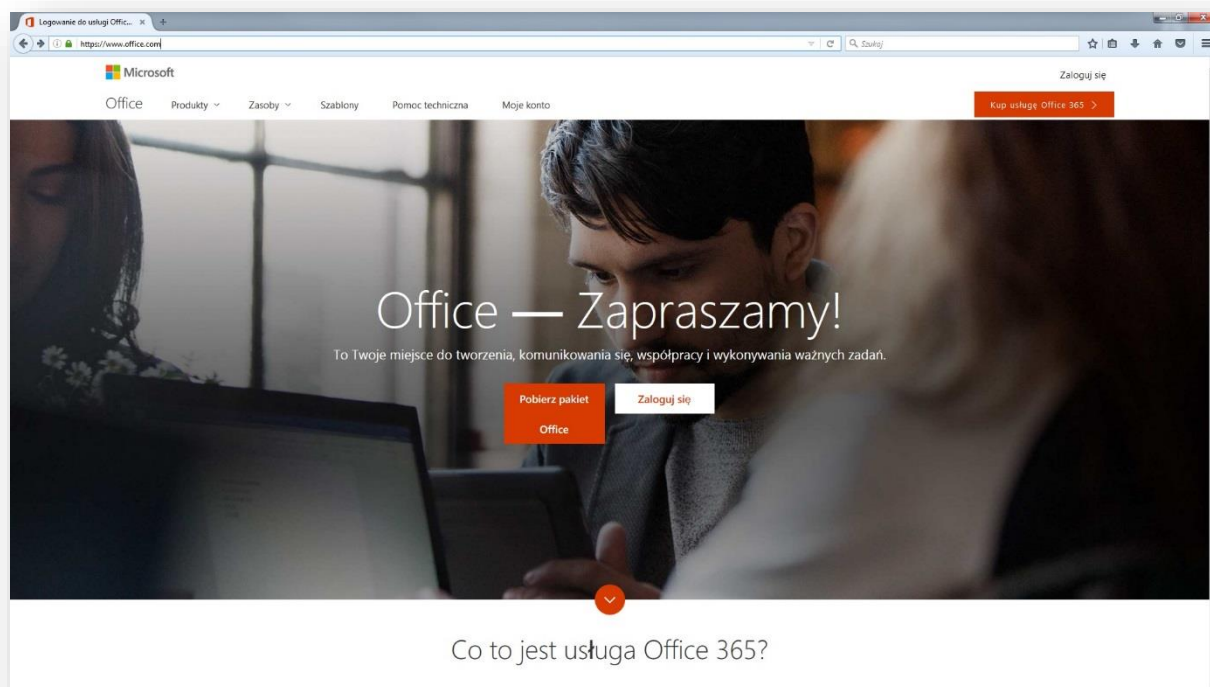 Logowanie do usługi Offic...
https://www.office.com
Szukaj
Microsoft
Zaloguj się
Office Produkty Zasoby Szablony Pomoc techniczna Moje konto
Kup usługę Office 365
Office — Zapraszamy!
To Twoje miejsce do tworzenia, komunikowania się, współpracy i wykonywania ważnych zadań.
Pobierz pakiet
Office
Zaloguj się
Co to jest usługa Office 365?